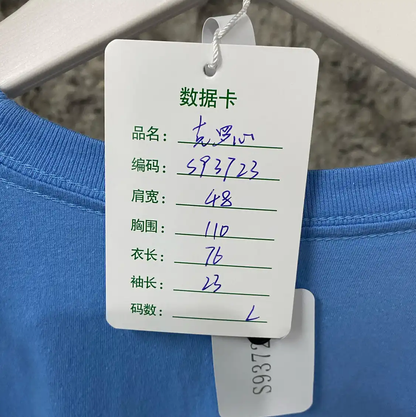 数据卡
品名：克罗心
编码：S93723
肩宽：48
胸围：110
衣长：76
袖长：23
码数：L
S9372